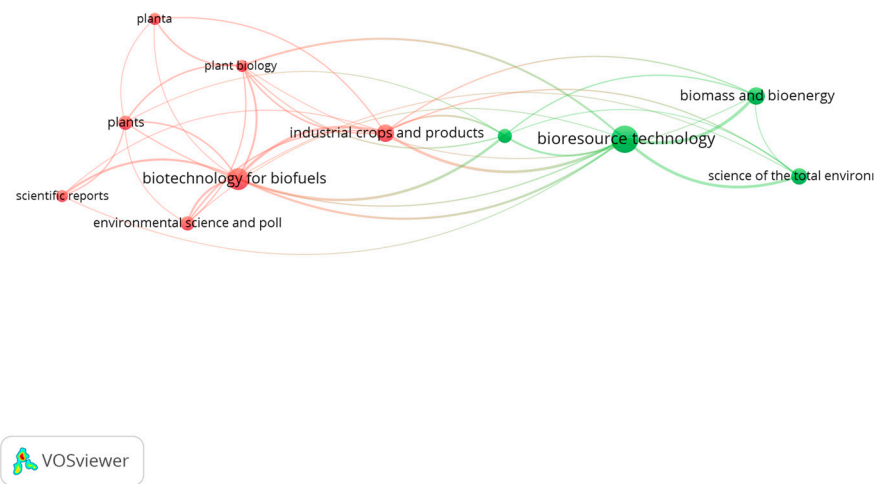 planta
plant biology
biomass and bioenergy
plants
industrial crops and products
bioresource technology
biotechnology for biofuels
science of the total environ
scientific reports
environmental science and poll
VOSviewer